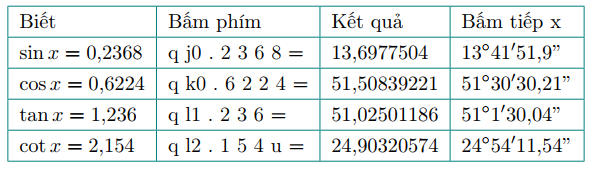 Biết Bấm phím Kết quả Bấm tiếp x
sin x = 0,2368 q j0 . 2 3 6 8 = 13,6977504 13°41′51,9”
cos x = 0,6224 q k0 . 6 2 2 4 = 51,50839221 51°30′30,21”
tan x = 1,236 q l1 . 2 3 6 = 51,02501186 51°1′30,04”
cot x = 2,154 q l2 . 1 5 4 u = 24,90320574 24°54′11,54”